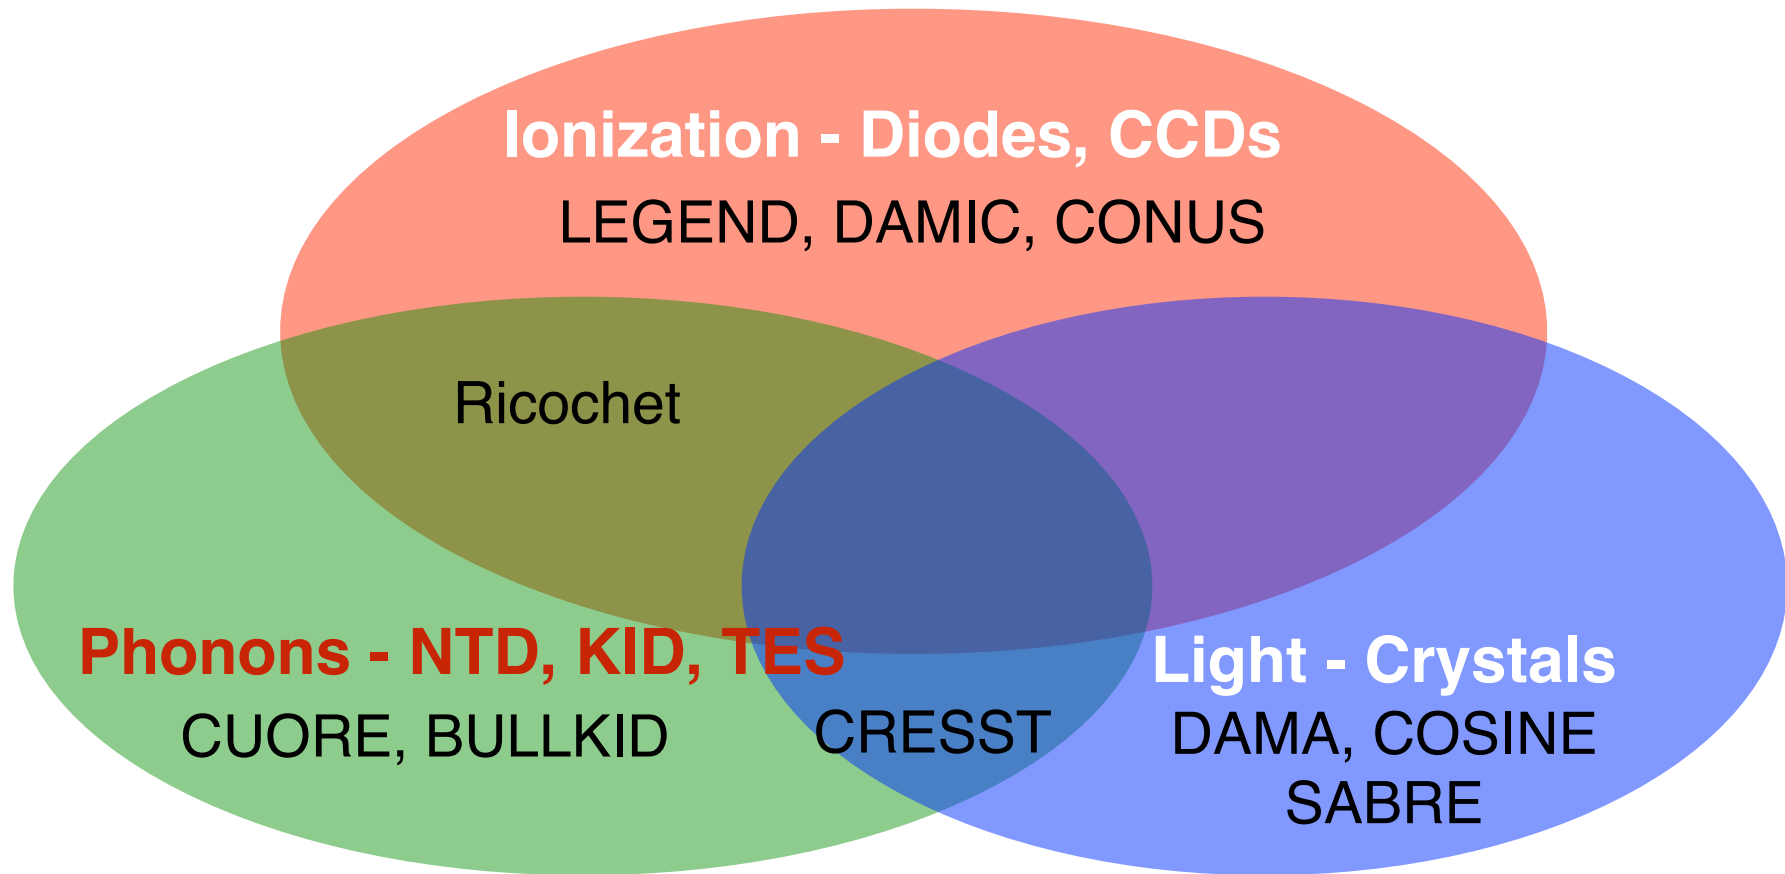 Ionization - Diodes, CCDs
LEGEND, DAMIC, CONUS
Ricochet
Phonons - NTD, KID, TES
CUORE, BULLKID
CRESST
Light - Crystals
DAMA, COSINE
SABRE